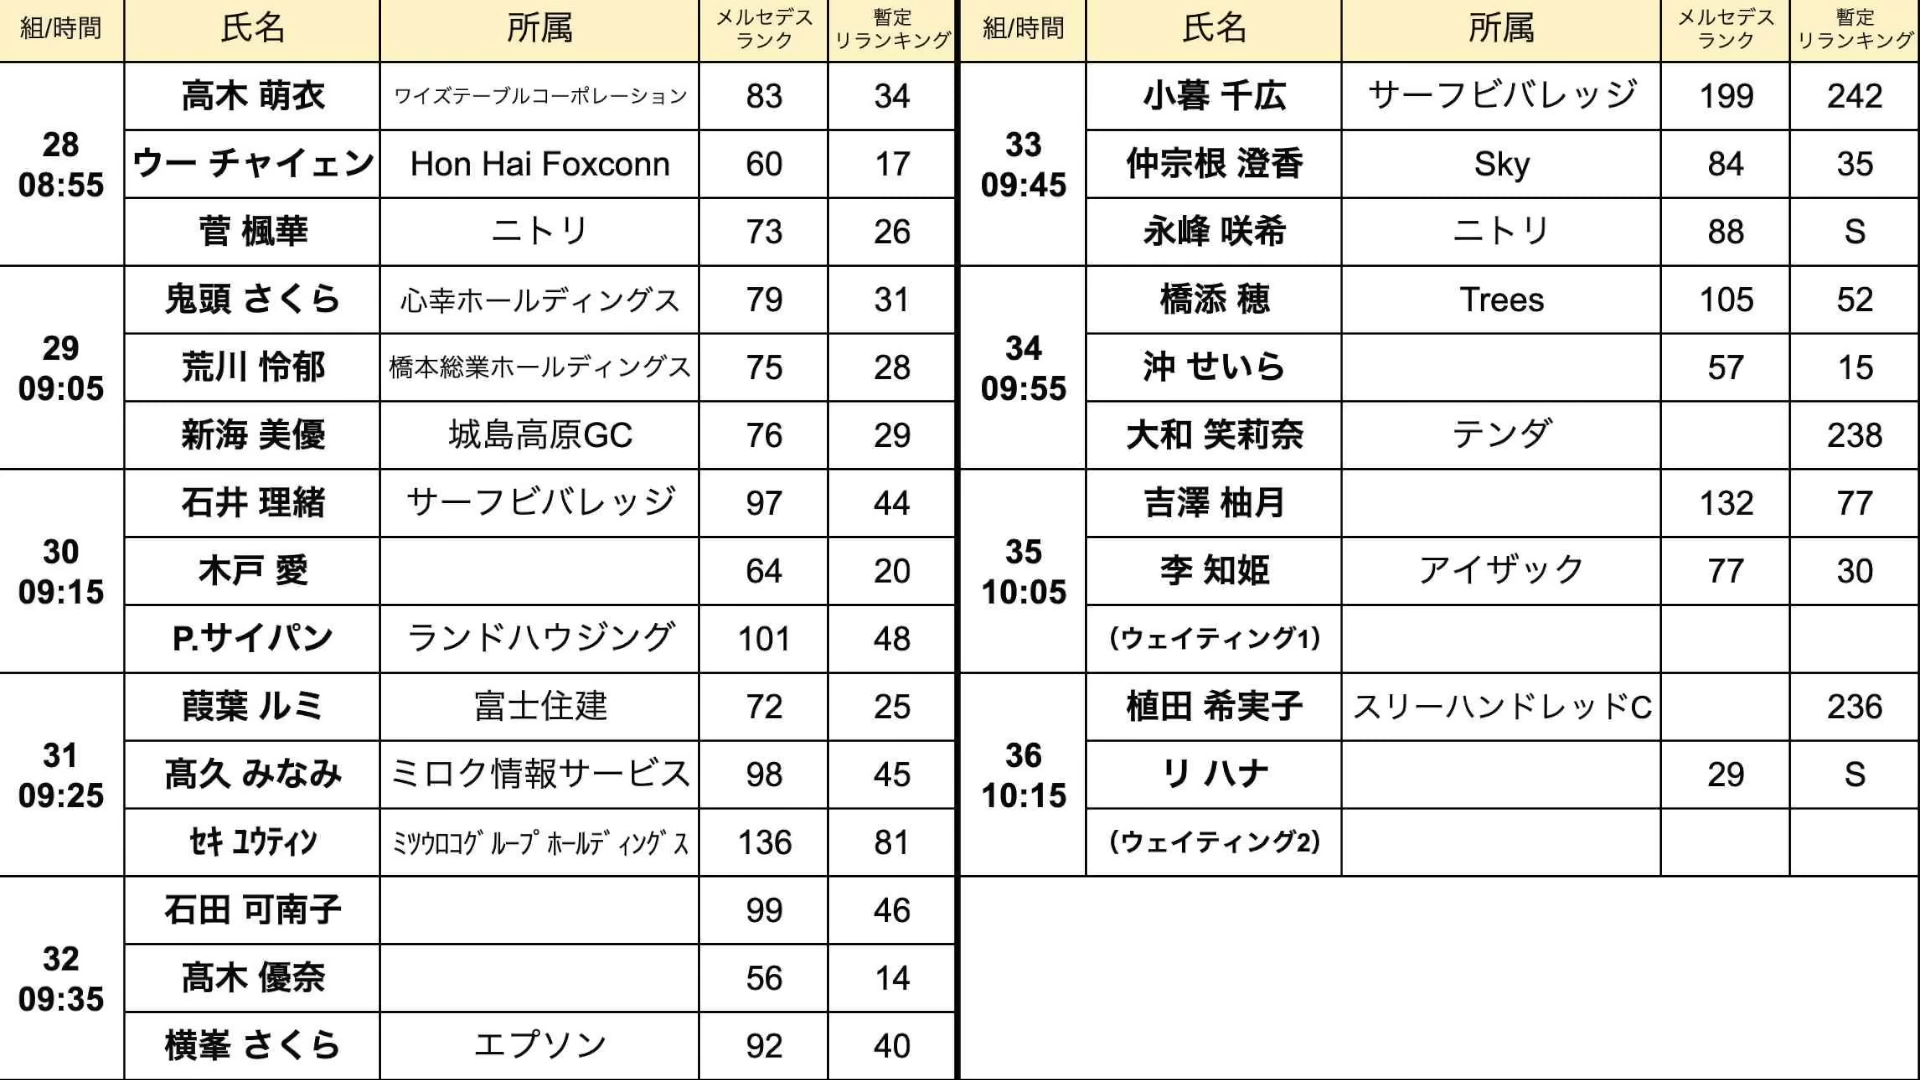 組/時間 氏名 所属 メルセデスランク 暫定リランキング
28 08:55
高木 萌衣 ワイズテーブルコーポレーション 83 34
ウー チャイェン Hon Hai Foxconn 60 17
菅 楓華 ニトリ 73 26
29 09:05
鬼頭 さくら 心幸ホールディングス 79 31
荒川 怜郁 橋本総業ホールディングス 75 28
新海 美優 城島高原GC 76 29
30 09:15
石井 理緒 サーフビバレッジ 97 44
木戸 愛 64 20
P.サイパン ランドハウジング 101 48
31 09:25
葭葉 ルミ 富士住建 72 25
髙久 みなみ ミロク情報サービス 98 45
ｾｷ ﾕｳﾃｨﾝ ﾐﾂｳﾛｺｸﾞﾙｰﾌﾟﾎｰﾙﾃﾞｨﾝｸﾞｽ 136 81
32 09:35
石田 可南子 99 46
髙木 優奈 56 14
横峯 さくら エプソン 92 40
組/時間 氏名 所属 メルセデスランク 暫定リランキング
33 09:45
小暮 千広 サーフビバレッジ 199 242
仲宗根 澄香 Sky 84 35
永峰 咲希 ニトリ 88 S
34 09:55
橋添 穂 Trees 105 52
沖 せいら 57 15
大和 笑莉奈 テンダ 238
35 10:05
吉澤 柚月 132 77
李 知姫 アイザック 77 30
（ウェイティング1）
36 10:15
植田 希実子 スリーハンドレッドC 236
リ ハナ 29 S
（ウェイティング2）